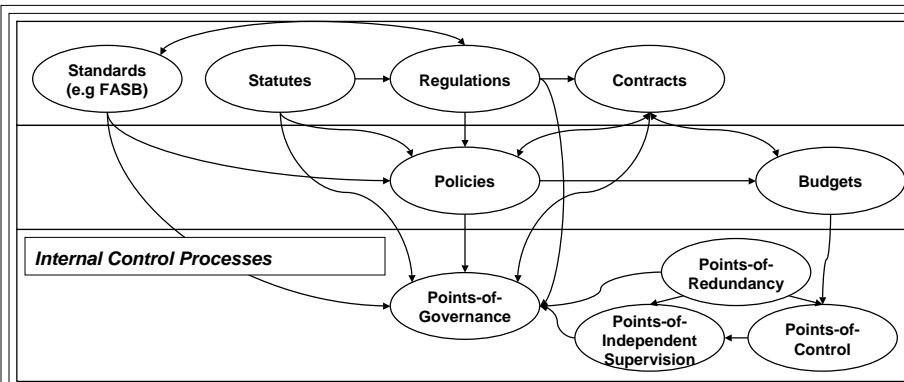 Standards
(e.g FASB)
Statutes
Regulations
Contracts
Policies
Budgets
Internal Control Processes
Points-of-
Governance
Points-of-
Redundancy
Points-of-
Independent
Supervision
Points-of-
Control